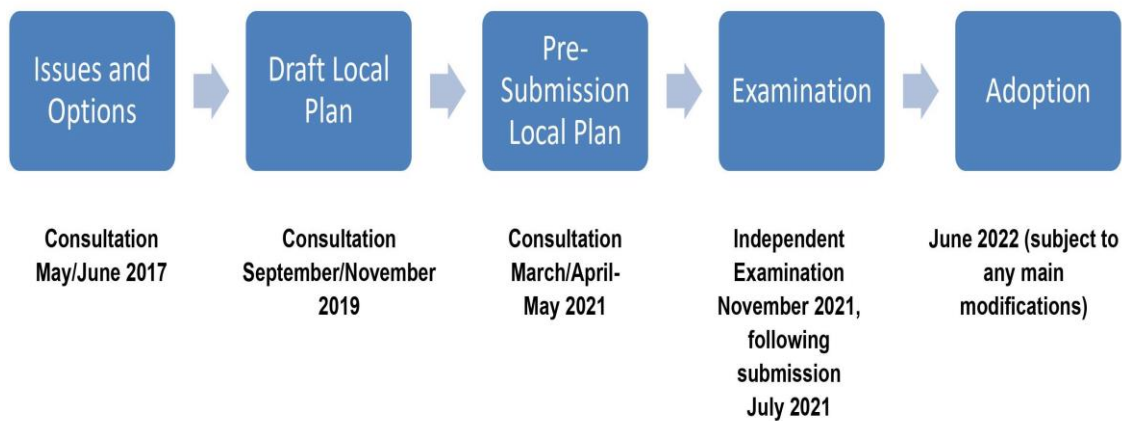 Issues and
Options
Draft Local
Plan
Pre-
Submission
Local Plan
Examination
Adoption
Consultation
May/June 2017
Consultation
September/November
2019
Consultation
March/April-
May 2021
Independent
Examination
November 2021,
following
submission
July 2021
June 2022 (subject to
any main
modifications)